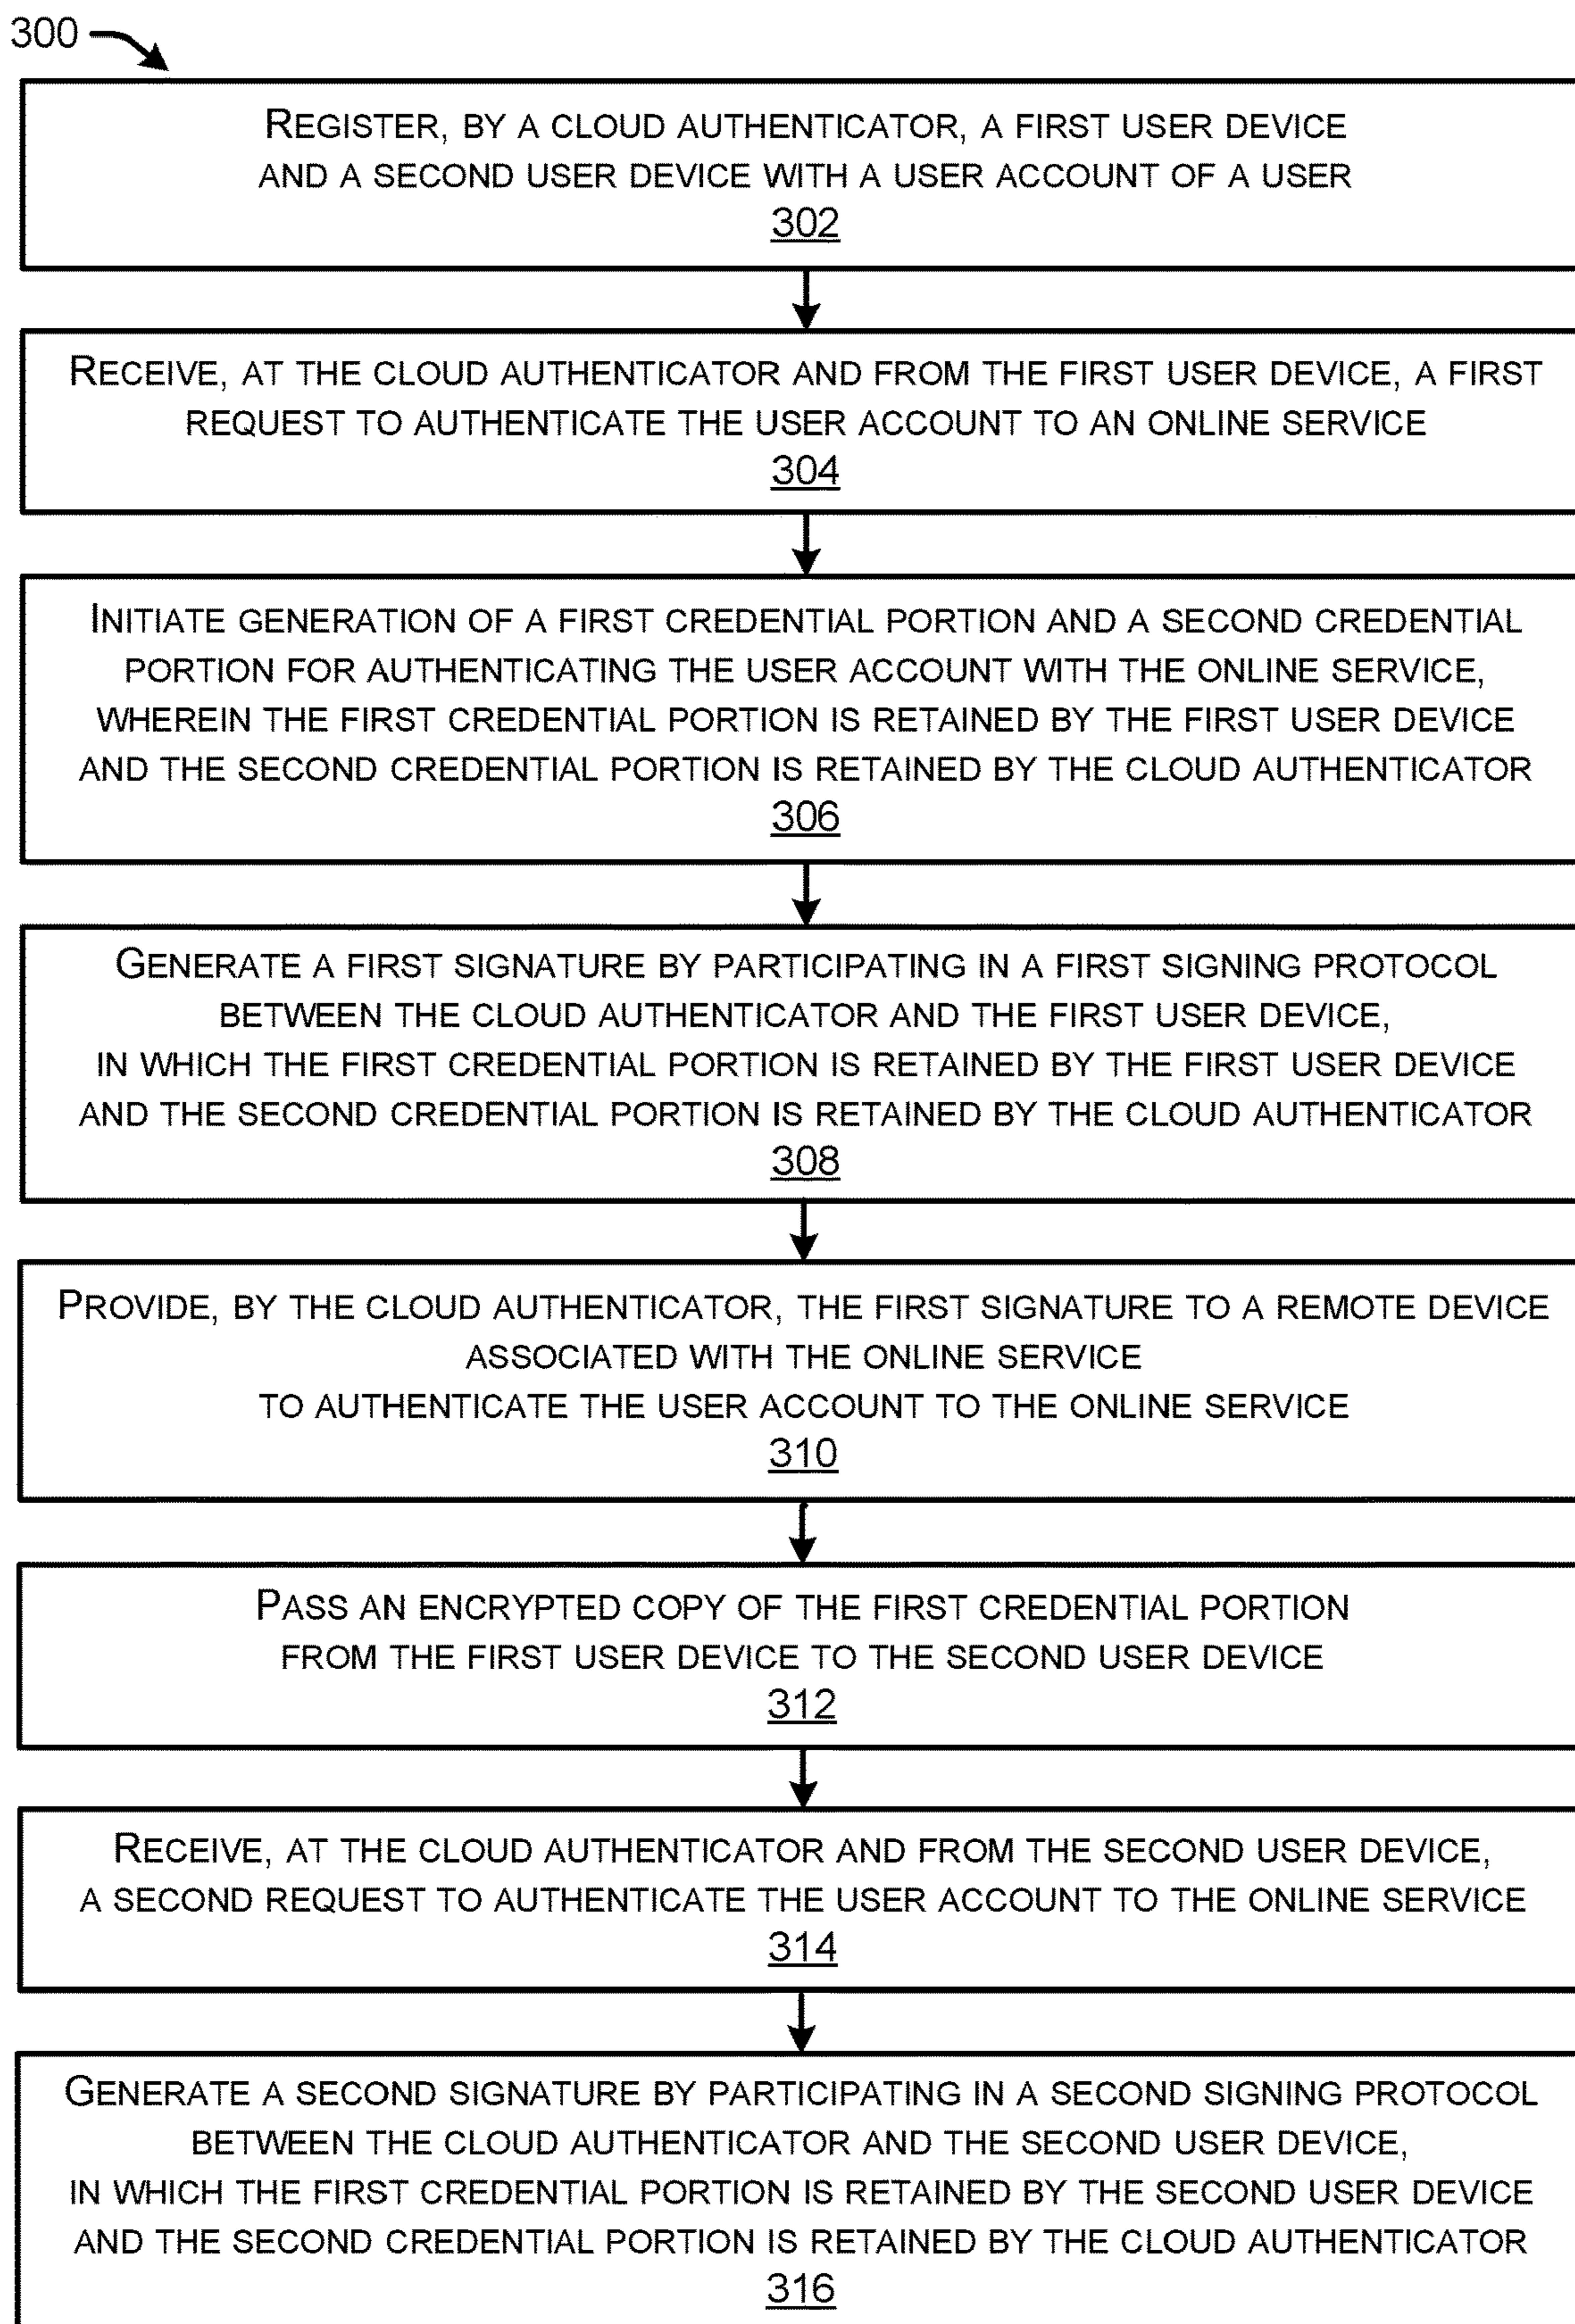 300
REGISTER, BY A CLOUD AUTHENTICATOR, A FIRST USER DEVICE
AND A SECOND USER DEVICE WITH A USER ACCOUNT OF A USER
302
RECEIVE, AT THE CLOUD AUTHENTICATOR AND FROM THE FIRST USER DEVICE, A FIRST
REQUEST TO AUTHENTICATE THE USER ACCOUNT TO AN ONLINE SERVICE
304
INITIATE GENERATION OF A FIRST CREDENTIAL PORTION AND A SECOND CREDENTIAL
PORTION FOR AUTHENTICATING THE USER ACCOUNT WITH THE ONLINE SERVICE,
WHEREIN THE FIRST CREDENTIAL PORTION IS RETAINED BY THE FIRST USER DEVICE
AND THE SECOND CREDENTIAL PORTION IS RETAINED BY THE CLOUD AUTHENTICATOR
306
GENERATE A FIRST SIGNATURE BY PARTICIPATING IN A FIRST SIGNING PROTOCOL
BETWEEN THE CLOUD AUTHENTICATOR AND THE FIRST USER DEVICE,
IN WHICH THE FIRST CREDENTIAL PORTION IS RETAINED BY THE FIRST USER DEVICE
AND THE SECOND CREDENTIAL PORTION IS RETAINED BY THE CLOUD AUTHENTICATOR
308
PROVIDE, BY THE CLOUD AUTHENTICATOR, THE FIRST SIGNATURE TO A REMOTE DEVICE
ASSOCIATED WITH THE ONLINE SERVICE
TO AUTHENTICATE THE USER ACCOUNT TO THE ONLINE SERVICE
310
PASS AN ENCRYPTED COPY OF THE FIRST CREDENTIAL PORTION
FROM THE FIRST USER DEVICE TO THE SECOND USER DEVICE
312
RECEIVE, AT THE CLOUD AUTHENTICATOR AND FROM THE SECOND USER DEVICE,
A SECOND REQUEST TO AUTHENTICATE THE USER ACCOUNT TO THE ONLINE SERVICE
314
GENERATE A SECOND SIGNATURE BY PARTICIPATING IN A SECOND SIGNING PROTOCOL
BETWEEN THE CLOUD AUTHENTICATOR AND THE SECOND USER DEVICE,
IN WHICH THE FIRST CREDENTIAL PORTION IS RETAINED BY THE SECOND USER DEVICE
AND THE SECOND CREDENTIAL PORTION IS RETAINED BY THE CLOUD AUTHENTICATOR
316